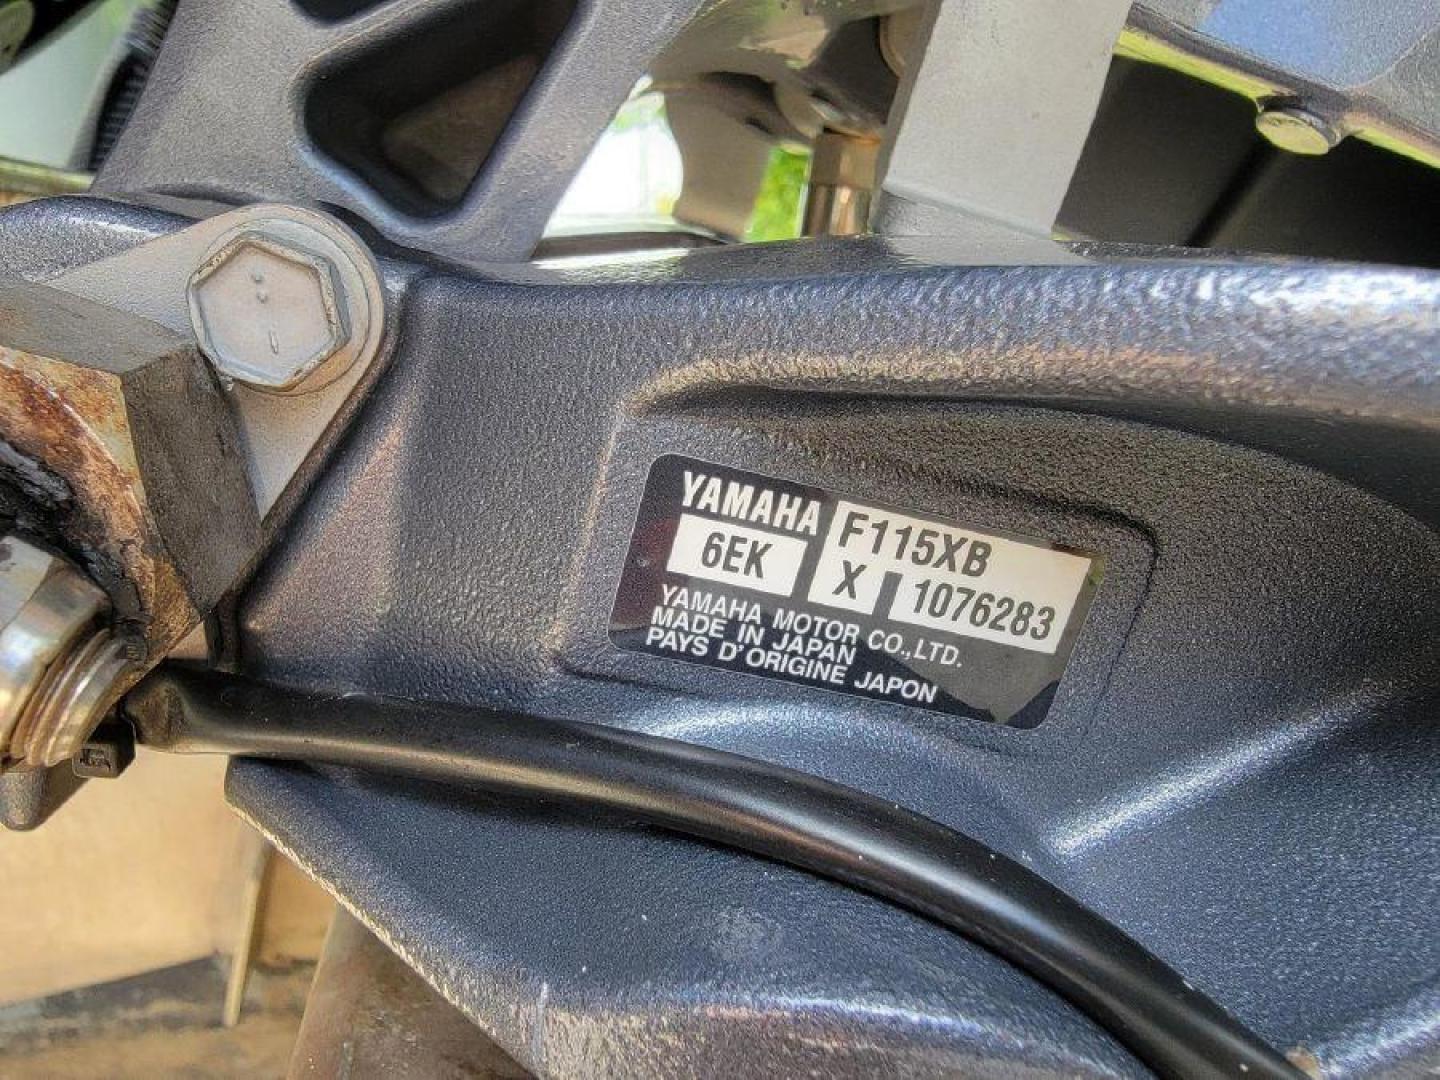 YAMAHA F115XB
6EK X 1076283
YAMAHA MOTOR CO.,LTD.
MADE IN JAPAN
PAYS D'ORIGINE JAPON